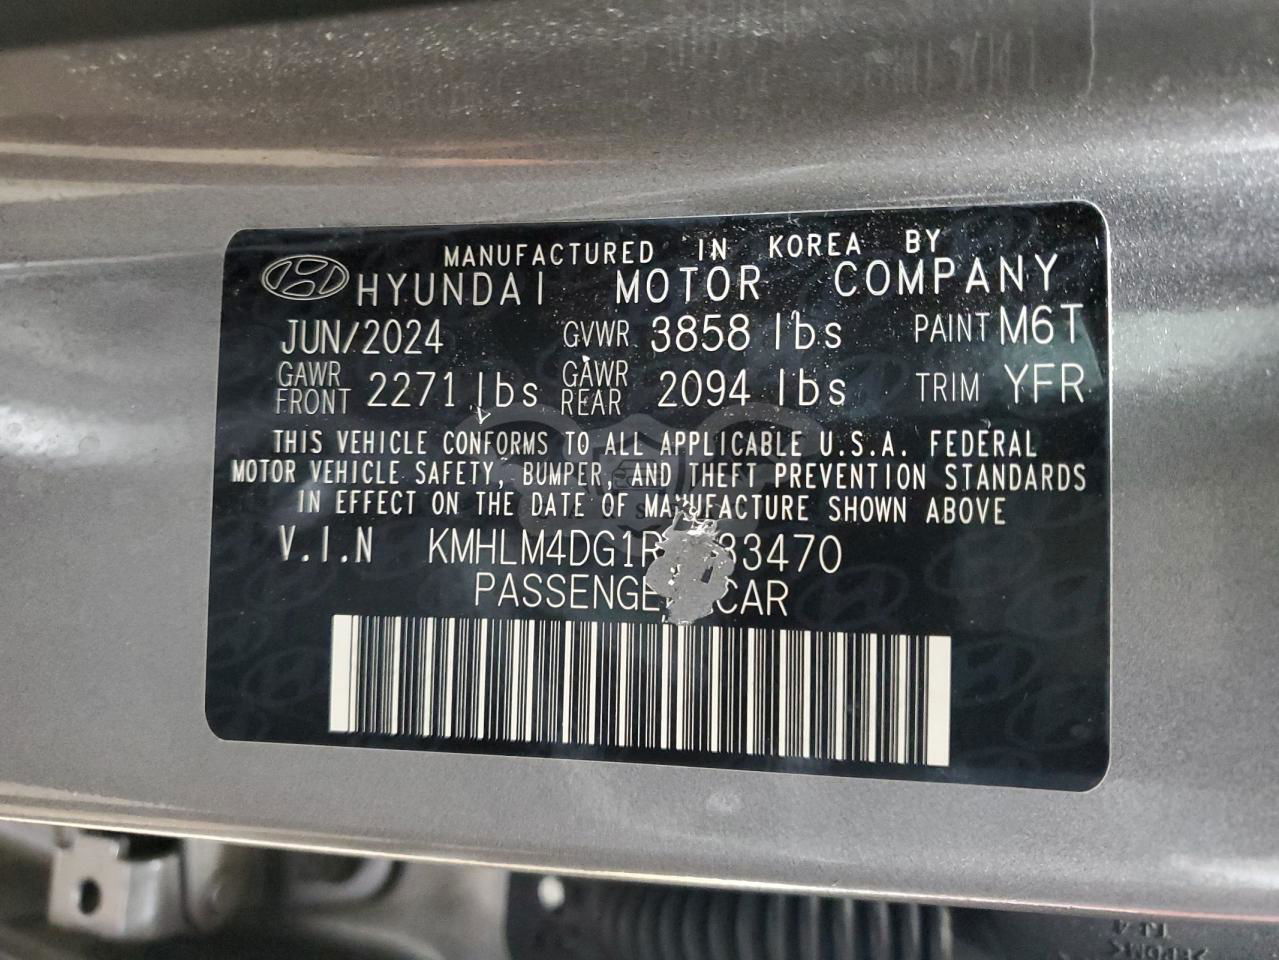 MANUFACTURED IN KOREA BY
HYUNDAI MOTOR COMPANY
JUN/2024 GVWR 3858 lbs PAINT M6T
GAWR FRONT 2271 lbs GAWR REAR 2094 lbs TRIM YFR
THIS VEHICLE CONFORMS TO ALL APPLICABLE U.S.A. FEDERAL
MOTOR VEHICLE SAFETY, BUMPER, AND THEFT PREVENTION STANDARDS
IN EFFECT ON THE DATE OF MANUFACTURE SHOWN ABOVE
V.I.N
PASSENGER CAR